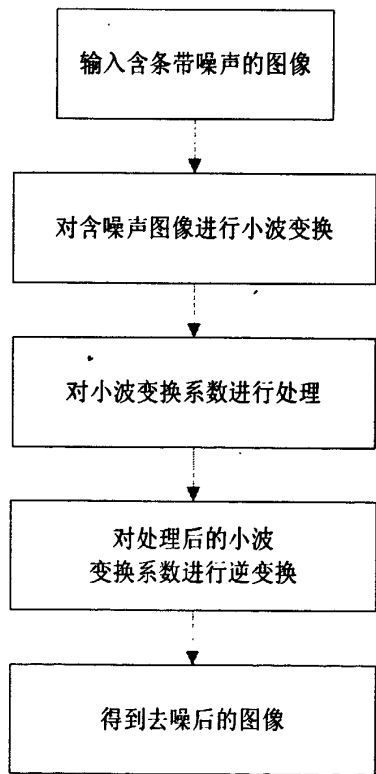 输入含条带噪声的图像
对含噪声图像进行小波变换
对小波变换系数进行处理
对处理后的小波
变换系数进行逆变换
得到去噪后的图像